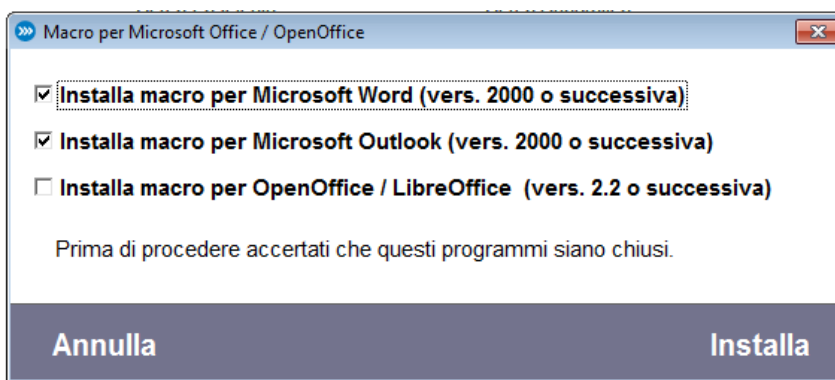 Macro per Microsoft Office / OpenOffice
Installa macro per Microsoft Word (vers. 2000 o successiva)
Installa macro per Microsoft Outlook (vers. 2000 o successiva)
Installa macro per OpenOffice / LibreOffice (vers. 2.2 o successiva)
Prima di procedere accertati che questi programmi siano chiusi.
Annulla Installa